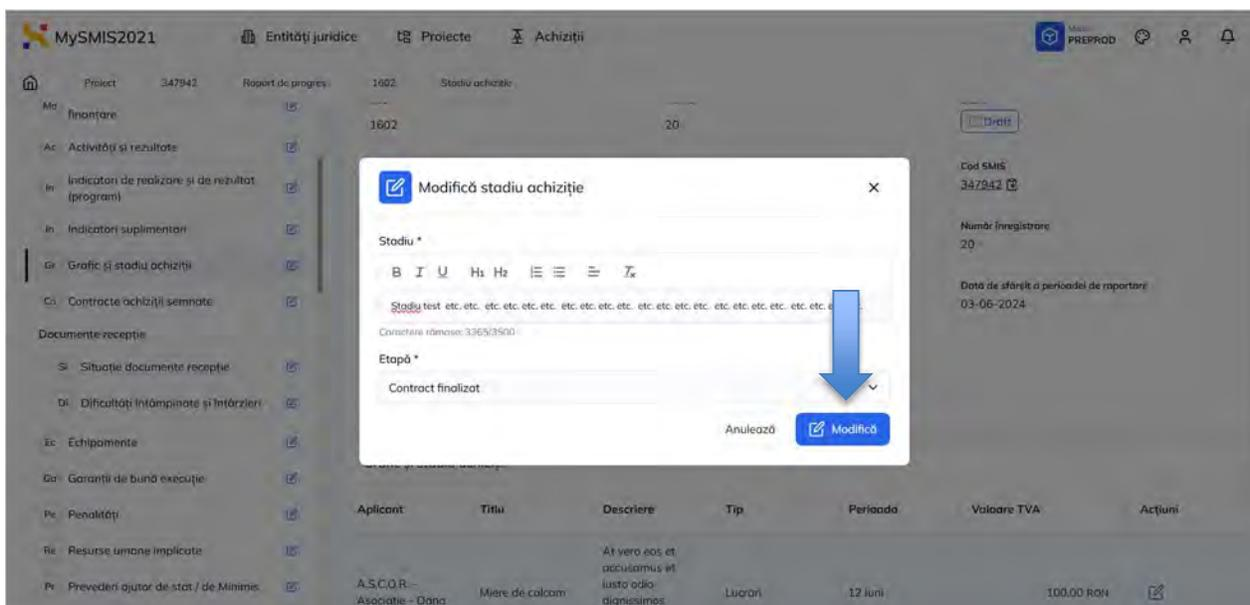 MySMIS2021
Entități juridice
Proiecte
Achiziții
PREPROD
Proiect
347942
Raport de progres
1602
Stadiu achiziție
finanțare
Activități și rezultate
Indicatori de realizare și de rezultat
(program)
Indicatori suplimentari
Grafic și stadiu achiziții
Contracte achiziții semnate
Documente recepție
Situație documente recepție
Dificultăți întâmpinate și întârzieri
Echipamente
Garanții de bună execuție
Penalități
Resurse umane implicate
Prevederi ajutor de stat / de Minimis
1602
20
Draft
Cod SMIS
347942
Număr înregistrare
20
Dată de sfârșit a perioadei de raportare
03-06-2024
Modifică stadiu achiziție
Stadiu *
B I U H1 H2
Stadiu test etc. etc. etc. etc. etc. etc. etc. etc. etc. etc. etc. etc. etc. etc. etc. etc. etc. etc. etc. etc. etc.
Caractere rămase: 3365/3500
Etapă *
Contract finalizat
Anulează
Modifică
Aplicant Titlu Descriere Tip Perioada Valoare TVA Acțiuni
At vero eos et
accusamus et
iusto odio
dignissimos
A.S.C.O.R. –
Asociatie - Dana
Miere de calcam
Lucrari
12 luni
100,00 RON